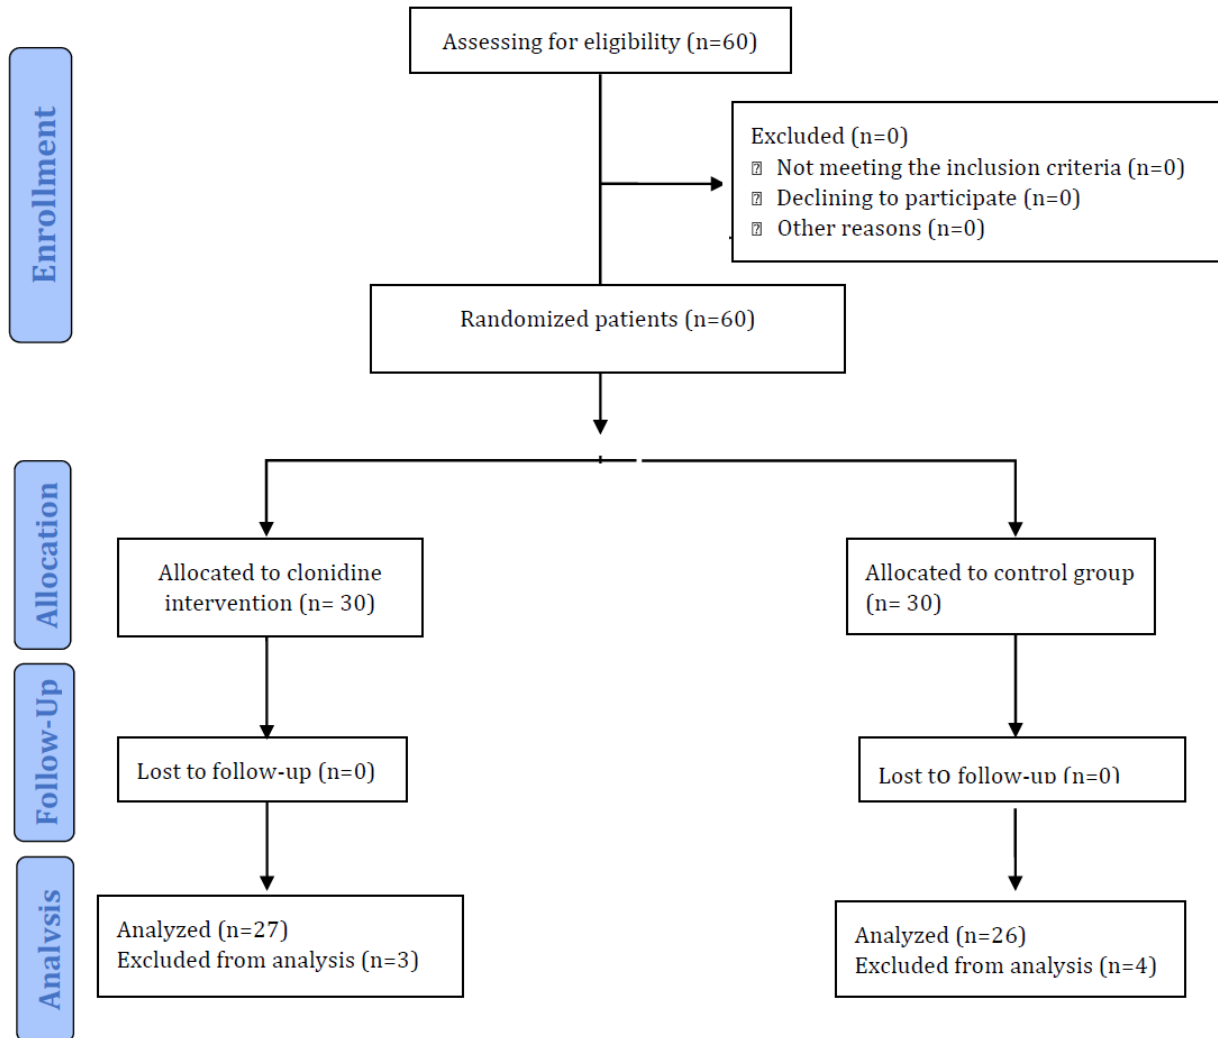 Assessing for eligibility (n=60)
Enrollment
Excluded (n=0)
Not meeting the inclusion criteria (n=0)
Declining to participate (n=0)
Other reasons (n=0)
Randomized patients (n=60)
Allocation
Allocated to clonidine
intervention (n= 30)
Allocated to control group
(n= 30)
Follow-Up
Lost to follow-up (n=0)
Lost to follow-up (n=0)
Analysis
Analyzed (n=27)
Excluded from analysis (n=3)
Analyzed (n=26)
Excluded from analysis (n=4)